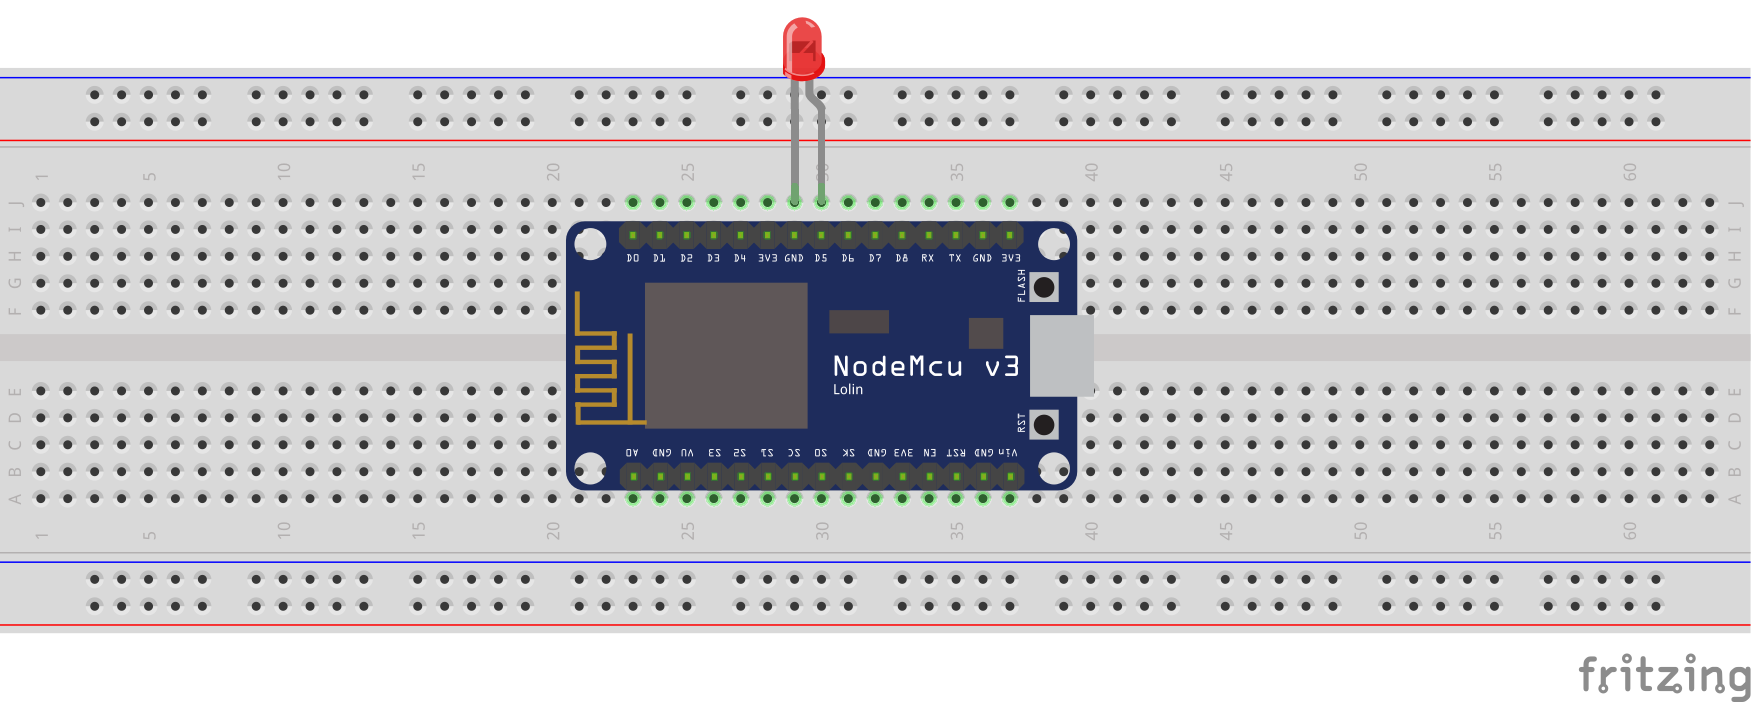 1 5 10 15 20 25 30 35 40 45 50 55 60
J J
I I
H H
G G
F F
D0 D1 D2 D3 D4 3V3 GND D5 D6 D7 D8 RX TX GND 3V3
FLASH
NodeMcu v3
Lolin
RST
E E
D D
C C
B B
A A
A0 GND VU S3 S2 S1 SC S0 SK GND 3V3 EN RST GND Vin
1 5 10 15 20 25 30 35 40 45 50 55 60
fritzing